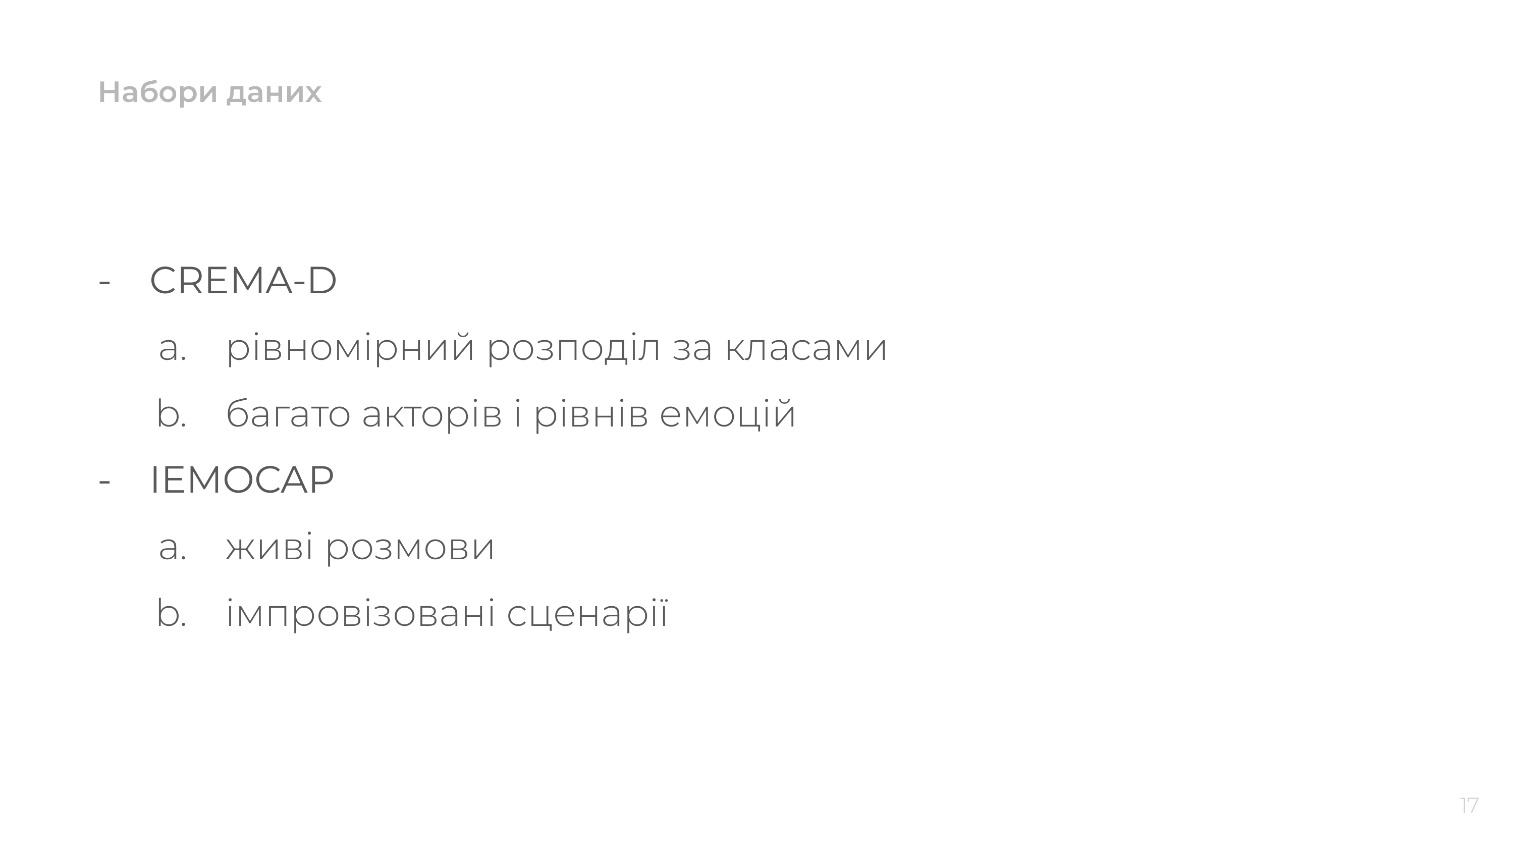 Набори даних
- CREMA-D
a. рівномірний розподіл за класами
b. багато акторів і рівнів емоцій
- IEMOCAP
a. живі розмови
b. імпровізовані сценарії
17